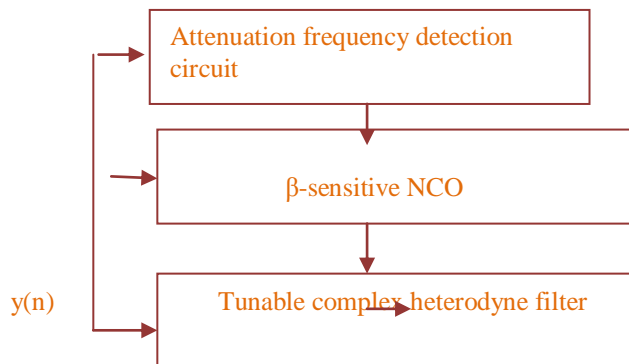 Attenuation frequency detection
circuit
β-sensitive NCO
y(n)
Tunable complex heterodyne filter